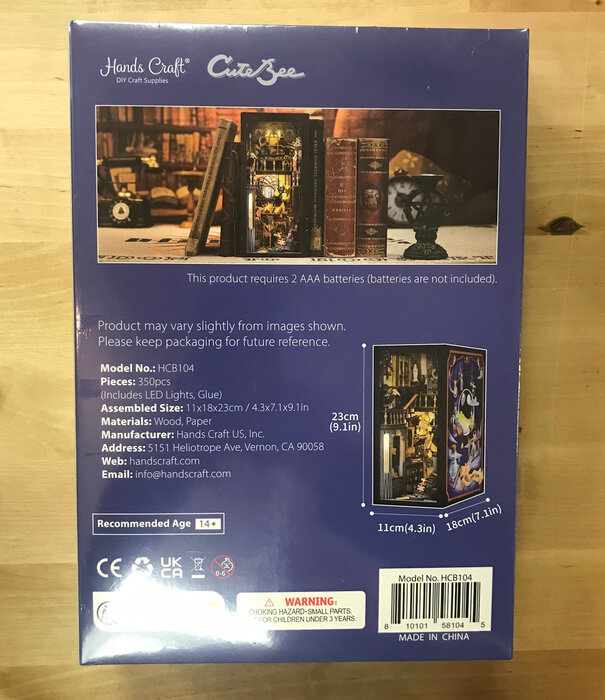 Hands Craft®
DIY Craft Supplies
CuteBee
This product requires 2 AAA batteries (batteries are not included).
Product may vary slightly from images shown.
Please keep packaging for future reference.
Model No.: HCB104
Pieces: 350pcs
(Includes LED Lights, Glue)
Assembled Size: 11x18x23cm / 4.3x7.1x9.1in
Materials: Wood, Paper
Manufacturer: Hands Craft US, Inc.
Address: 5151 Heliotrope Ave, Vernon, CA 90058
Web: handscraft.com
Email: info@handscraft.com
23cm
(9.1in)
11cm(4.3in)
18cm(7.1in)
Recommended Age 14+
CE
UK
CA
0-6
WARNING:
CHOKING HAZARD-SMALL PARTS.
NOT FOR CHILDREN UNDER 3 YEARS.
Model No. HCB104
8 10101 58104 5
MADE IN CHINA